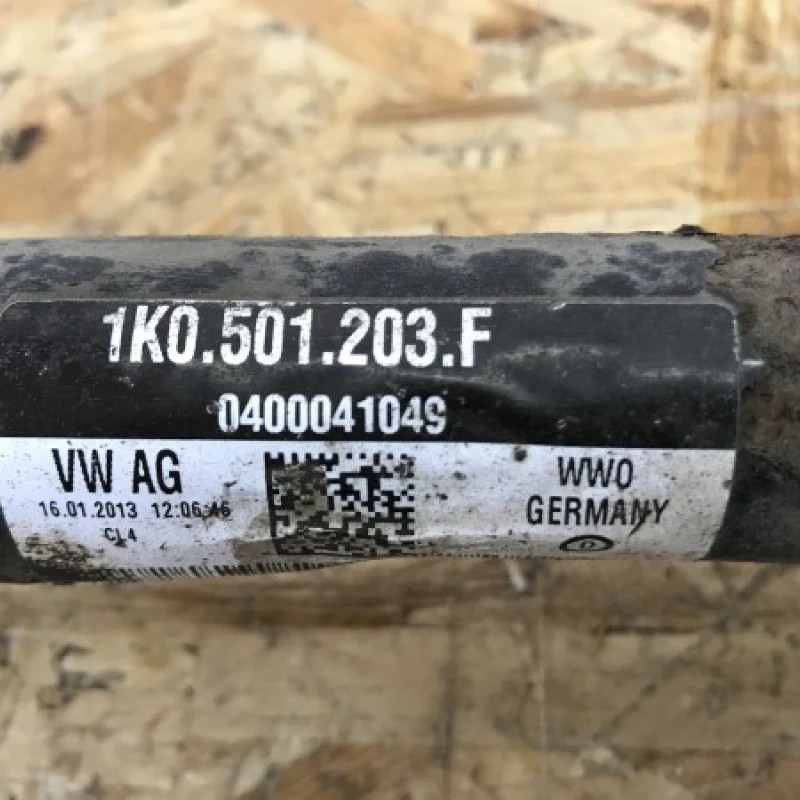 1K0.501.203.F
0400041049
VW AG
16.01.2013 12:06:46
CL4
WWO
GERMANY